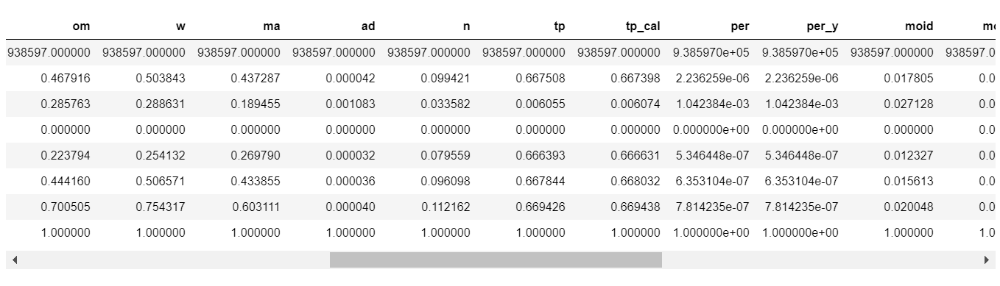 om w ma ad n tp tp_cal per per_y moid
938597.000000 938597.000000 938597.000000 938597.000000 938597.000000 938597.000000 938597.000000 9.385970e+05 9.385970e+05 938597.000000 938597.0
0.467916 0.503843 0.437287 0.000042 0.099421 0.667508 0.667398 2.236259e-06 2.236259e-06 0.017805 0.0
0.285763 0.288631 0.189455 0.001083 0.033582 0.006055 0.006074 1.042384e-03 1.042384e-03 0.027128 0.0
0.000000 0.000000 0.000000 0.000000 0.000000 0.000000 0.000000 0.000000e+00 0.000000e+00 0.000000 0.0
0.223794 0.254132 0.269790 0.000032 0.079559 0.666393 0.666631 5.346448e-07 5.346448e-07 0.012327 0.0
0.444160 0.506571 0.433855 0.000036 0.096098 0.667844 0.668032 6.353104e-07 6.353104e-07 0.015613 0.0
0.700505 0.754317 0.603111 0.000040 0.112162 0.669426 0.669438 7.814235e-07 7.814235e-07 0.020048 0.0
1.000000 1.000000 1.000000 1.000000 1.000000 1.000000 1.000000 1.000000e+00 1.000000e+00 1.000000 1.0